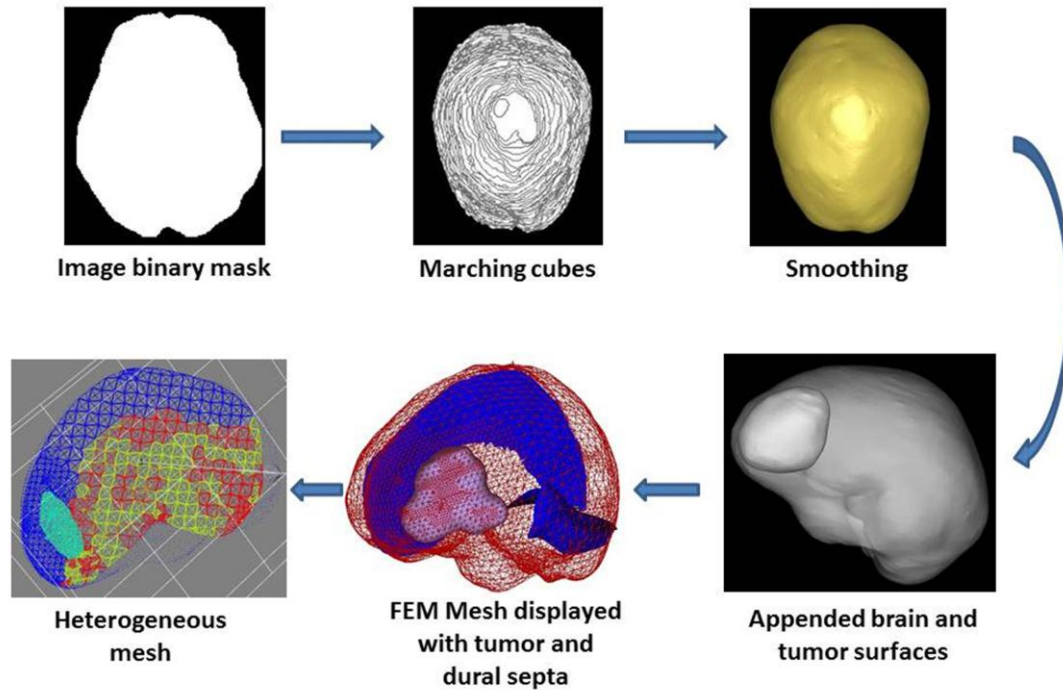 Image binary mask
Marching cubes
Smoothing
Heterogeneous
mesh
FEM Mesh displayed
with tumor and
dural septa
Appended brain and
tumor surfaces